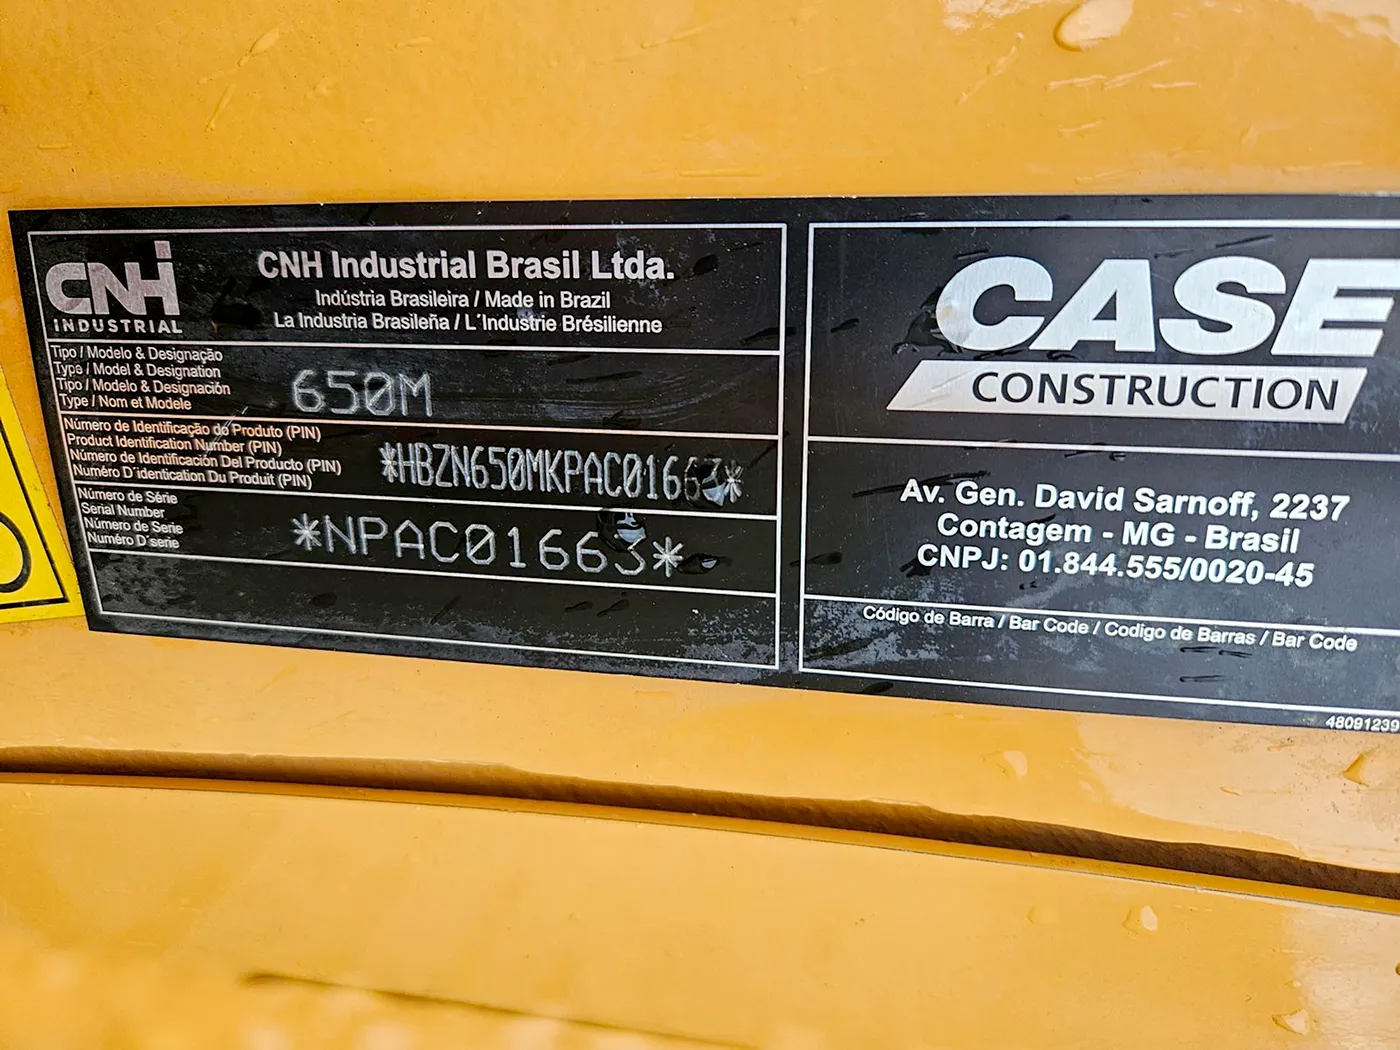 CNH
INDUSTRIAL
CNH Industrial Brasil Ltda.
Indústria Brasileira / Made in Brazil
La Industria Brasileña / L´Industrie Brésilienne
Tipo / Modelo & Designação
Type / Model & Designation
Tipo / Modelo & Designación
Type / Nom et Modele
650M
Número de Identificação do Produto (PIN)
Product Identification Number (PIN)
Número de Identificación Del Producto (PIN)
Numéro D´identication Du Produit (PIN)
*HBZN650MKPAC01663*
Número de Série
Serial Number
Número de Serie
Numéro D´serie
*NPAC01663*
CASE
CONSTRUCTION
Av. Gen. David Sarnoff, 2237
Contagem - MG - Brasil
CNPJ: 01.844.555/0020-45
Código de Barra / Bar Code / Codigo de Barras / Bar Code
48091239